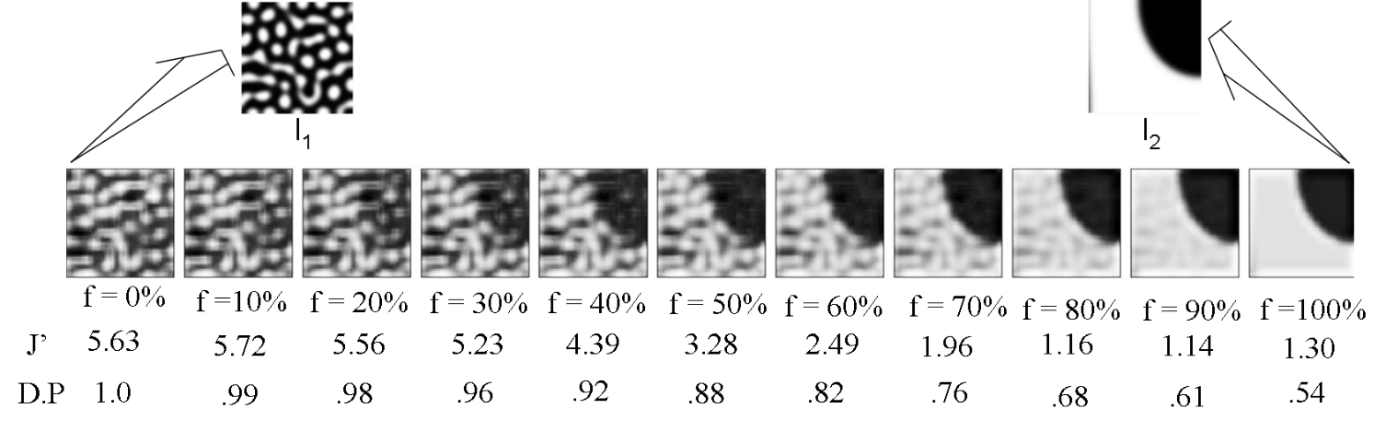 I1 I2
f = 0% f =10% f = 20% f = 30% f = 40% f = 50% f = 60% f = 70% f = 80% f = 90% f =100%
J’ 5.63 5.72 5.56 5.23 4.39 3.28 2.49 1.96 1.16 1.14 1.30
D.P 1.0 .99 .98 .96 .92 .88 .82 .76 .68 .61 .54